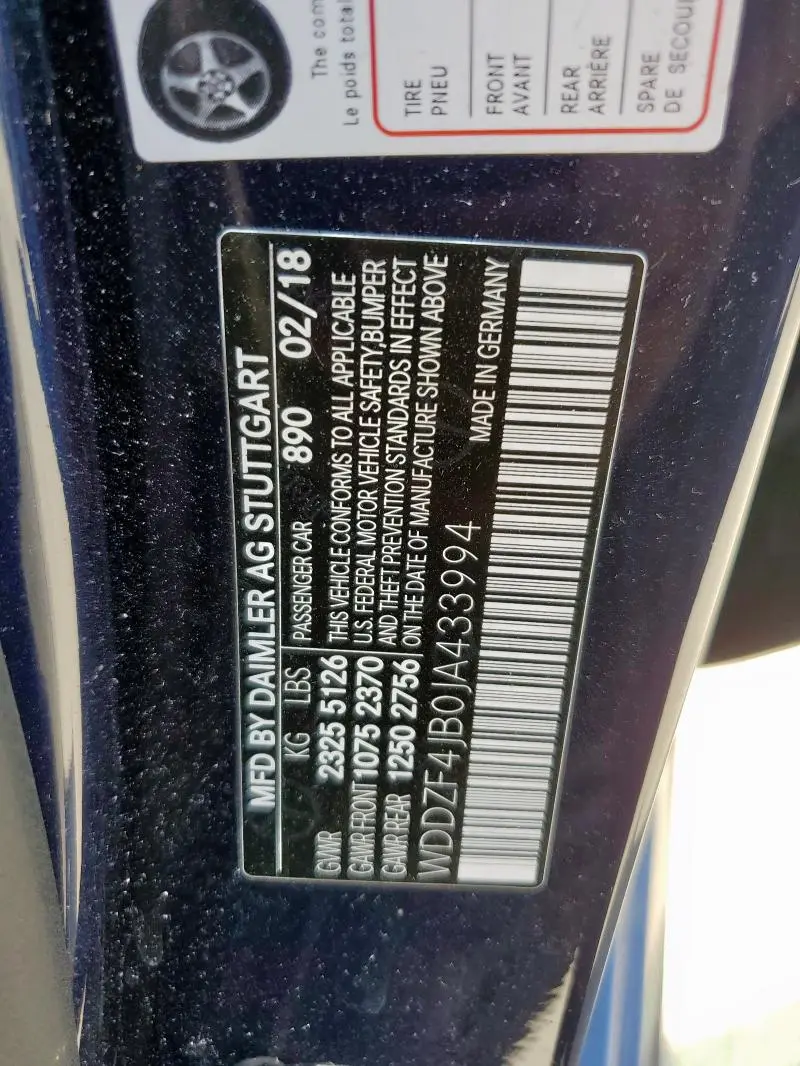 MFD BY DAIMLER AG STUTTGART
KG LBS PASSENGER CAR 890 02/18
GVWR 2325 5126 THIS VEHICLE CONFORMS TO ALL APPLICABLE
GAWR FRONT 1075 2370 U.S. FEDERAL MOTOR VEHICLE SAFETY,BUMPER
GAWR REAR 1250 2756 AND THEFT PREVENTION STANDARDS IN EFFECT
ON THE DATE OF MANUFACTURE SHOWN ABOVE
WDDZF4JB0JA433994 MADE IN GERMANY
The com
Le poids total
TIRE
PNEU
FRONT
AVANT
REAR
ARRIÈRE
SPARE
DE SECOU